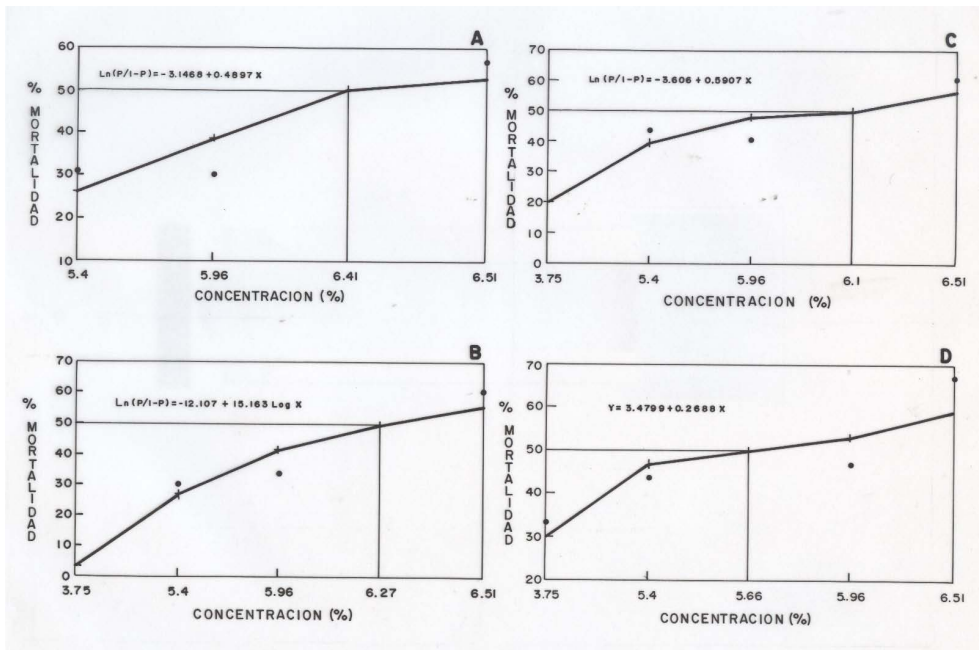 A
60
50
40
30
20
10
% MORTALIDAD
Ln(P/1-P)=-3.1468+0.4897 X
5.4 5.96 6.41 6.51
CONCENTRACION (%)
C
70
60
50
40
30
20
10
0
% MORTALIDAD
Ln (P/1-P)=-3.606+0.5907 X
3.75 5.4 5.96 6.1 6.51
CONCENTRACION (%)
B
70
60
50
40
30
20
10
0
% MORTALIDAD
Ln(P/1-P)=-12.107 + 15.163 Log X
3.75 5.4 5.96 6.27 6.51
CONCENTRACION (%)
D
70
60
50
40
30
20
% MORTALIDAD
Y= 3.4799+0.2688 X
3.75 5.4 5.66 5.96 6.51
CONCENTRACION (%)